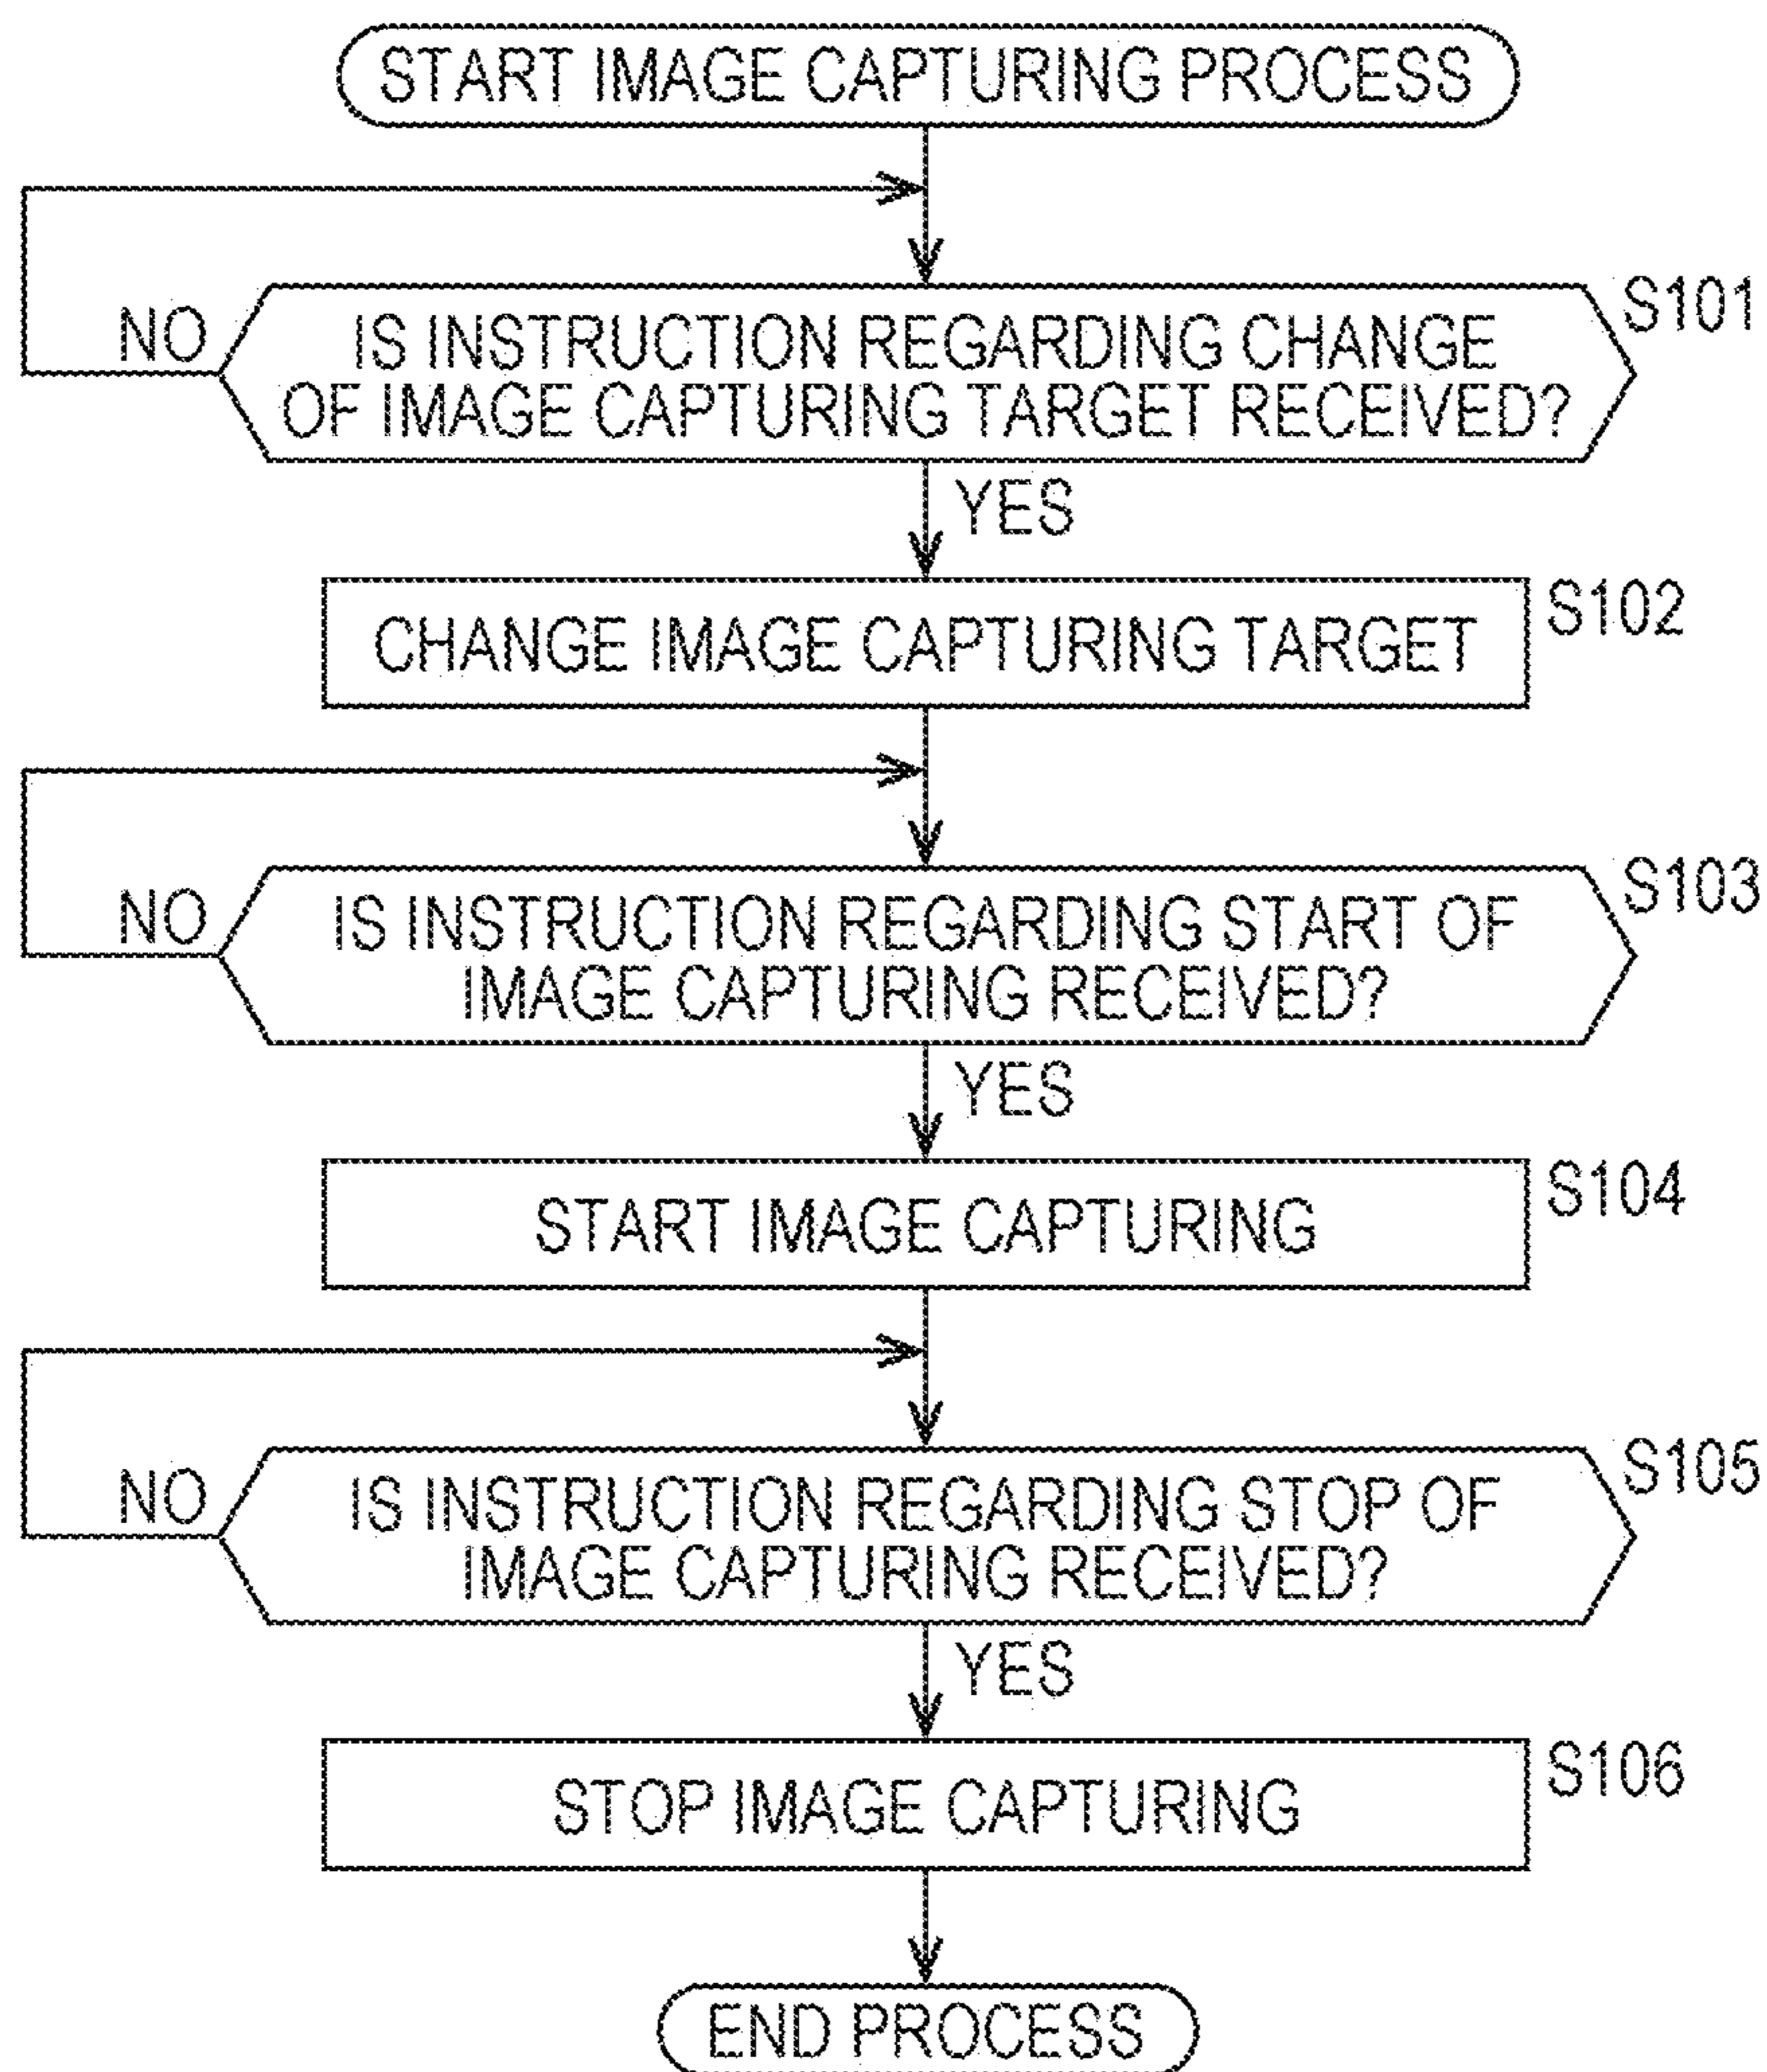 START IMAGE CAPTURING PROCESS
S101
NO
IS INSTRUCTION REGARDING CHANGE
OF IMAGE CAPTURING TARGET RECEIVED?
YES
S102
CHANGE IMAGE CAPTURING TARGET
S103
NO
IS INSTRUCTION REGARDING START OF
IMAGE CAPTURING RECEIVED?
YES
S104
START IMAGE CAPTURING
S105
NO
IS INSTRUCTION REGARDING STOP OF
IMAGE CAPTURING RECEIVED?
YES
S106
STOP IMAGE CAPTURING
END PROCESS